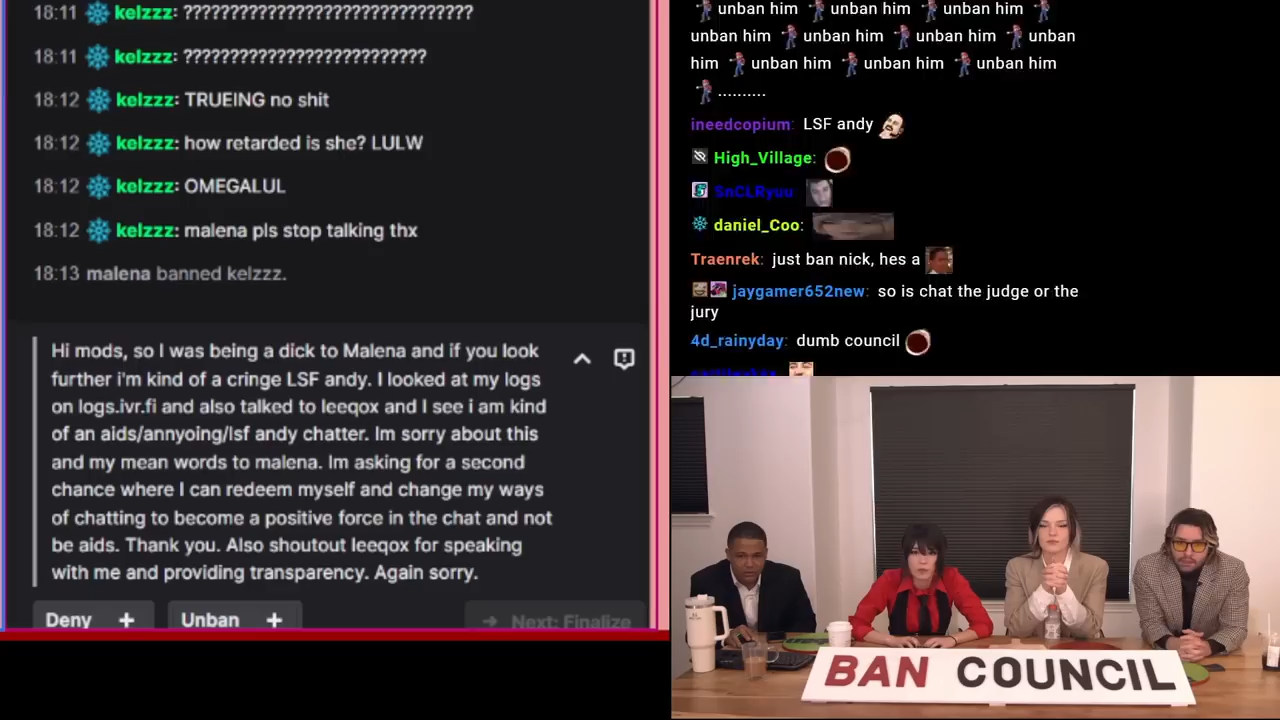 18:11 kelzzz: ??????????????????????????????
18:11 kelzzz: ?????????????????????????
18:12 kelzzz: TRUEING no shit
18:12 kelzzz: how retarded is she? LULW
18:12 kelzzz: OMEGALUL
18:12 kelzzz: malena pls stop talking thx
18:13 malena banned kelzzz.
Hi mods, so I was being a dick to Malena and if you look
further i'm kind of a cringe LSF andy. I looked at my logs
on logs.ivr.fi and also talked to leeqox and I see i am kind
of an aids/annyoing/lsf andy chatter. Im sorry about this
and my mean words to malena. Im asking for a second
chance where I can redeem myself and change my ways
of chatting to become a positive force in the chat and not
be aids. Thank you. Also shoutout leeqox for speaking
with me and providing transparency. Again sorry.
Deny + Unban + → Next: Finalize
unban him unban him unban him
unban him unban him unban him unban
him unban him unban him unban him
..........
ineedcopium: LSF andy
High_Village:
SnCLRyuu:
daniel_Coo:
Traenrek: just ban nick, hes a
jaygamer652new: so is chat the judge or the
jury
4d_rainyday: dumb council
BAN COUNCIL